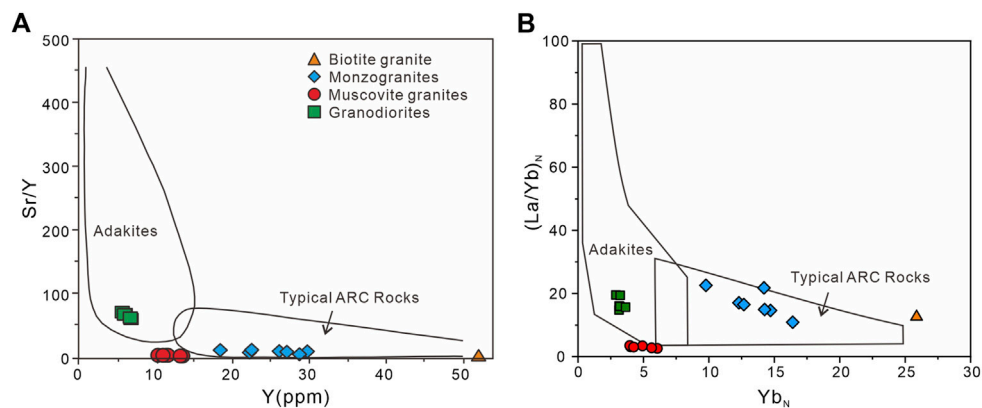 A
500
400
300
200
100
0
Sr/Y
0
10
20
30
40
50
Y(ppm)
Biotite granite
Monzogranites
Muscovite granites
Granodiorites
Adakites
Typical ARC Rocks
B
100
80
60
40
20
0
(La/Yb)N
0
5
10
15
20
25
30
YbN
Adakites
Typical ARC Rocks